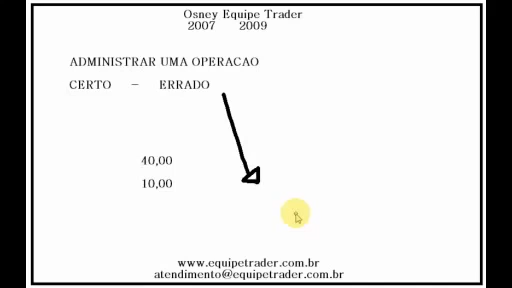 Osney Equipe Trader
2007 2009
ADMINISTRAR UMA OPERACAO
CERTO – ERRADO
40,00
10,00
www.equipetrader.com.br
atendimento@equipetrader.com.br